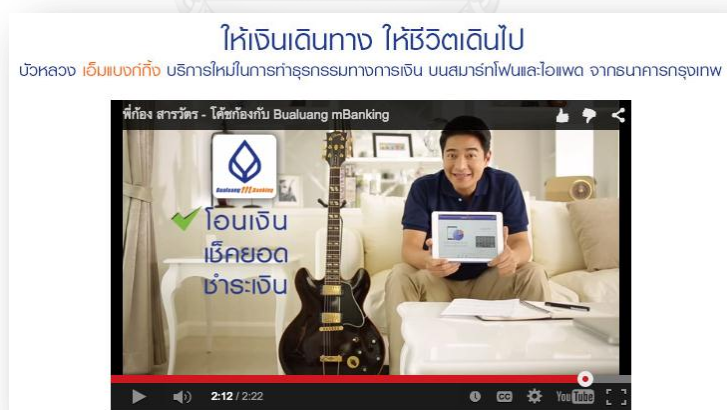 ให้เงินเดินทาง ให้ชีวิตเดินไป
บัวหลวง เอ็มแบงก์กิ้ง บริการใหม่ในการทำธุรกรรมทางการเงิน บนสมาร์ทโฟนและไอแพด จากธนาคารกรุงเทพ
พี่ก้อง สารวัตร - โค้ชก้องกับ Bualuang mBanking
Bualuang mBanking
โอนเงิน
เช็คยอด
ชำระเงิน
2:12 / 2:22
CC
YouTube